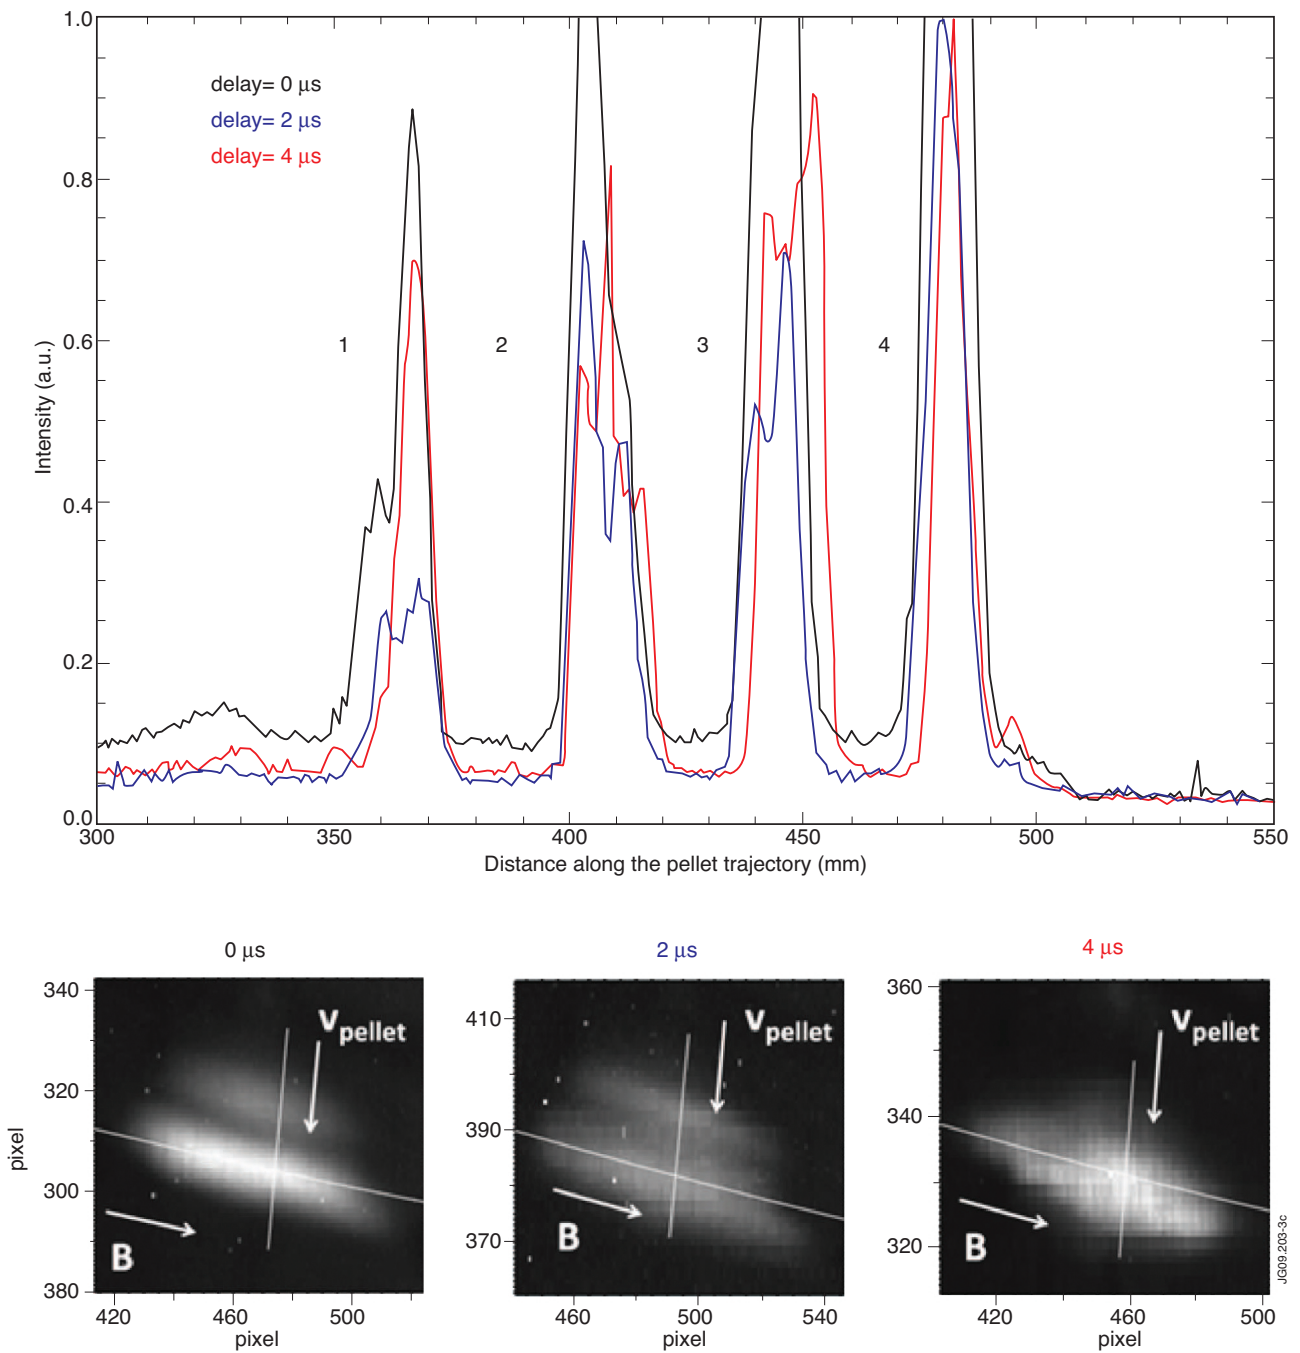 1.0
0.8
0.6
0.4
0.2
0.0
Intensity (a.u.)
delay= 0 μs
delay= 2 μs
delay= 4 μs
1 2 3 4
300 350 400 450 500 550
Distance along the pellet trajectory (mm)
0 μs
340
320
300
380
pixel
v pellet
B
420 460 500
pixel
2 μs
410
390
370
v pellet
B
460 500 540
pixel
4 μs
360
340
320
v pellet
B
420 460 500
pixel
JG09.203-3c